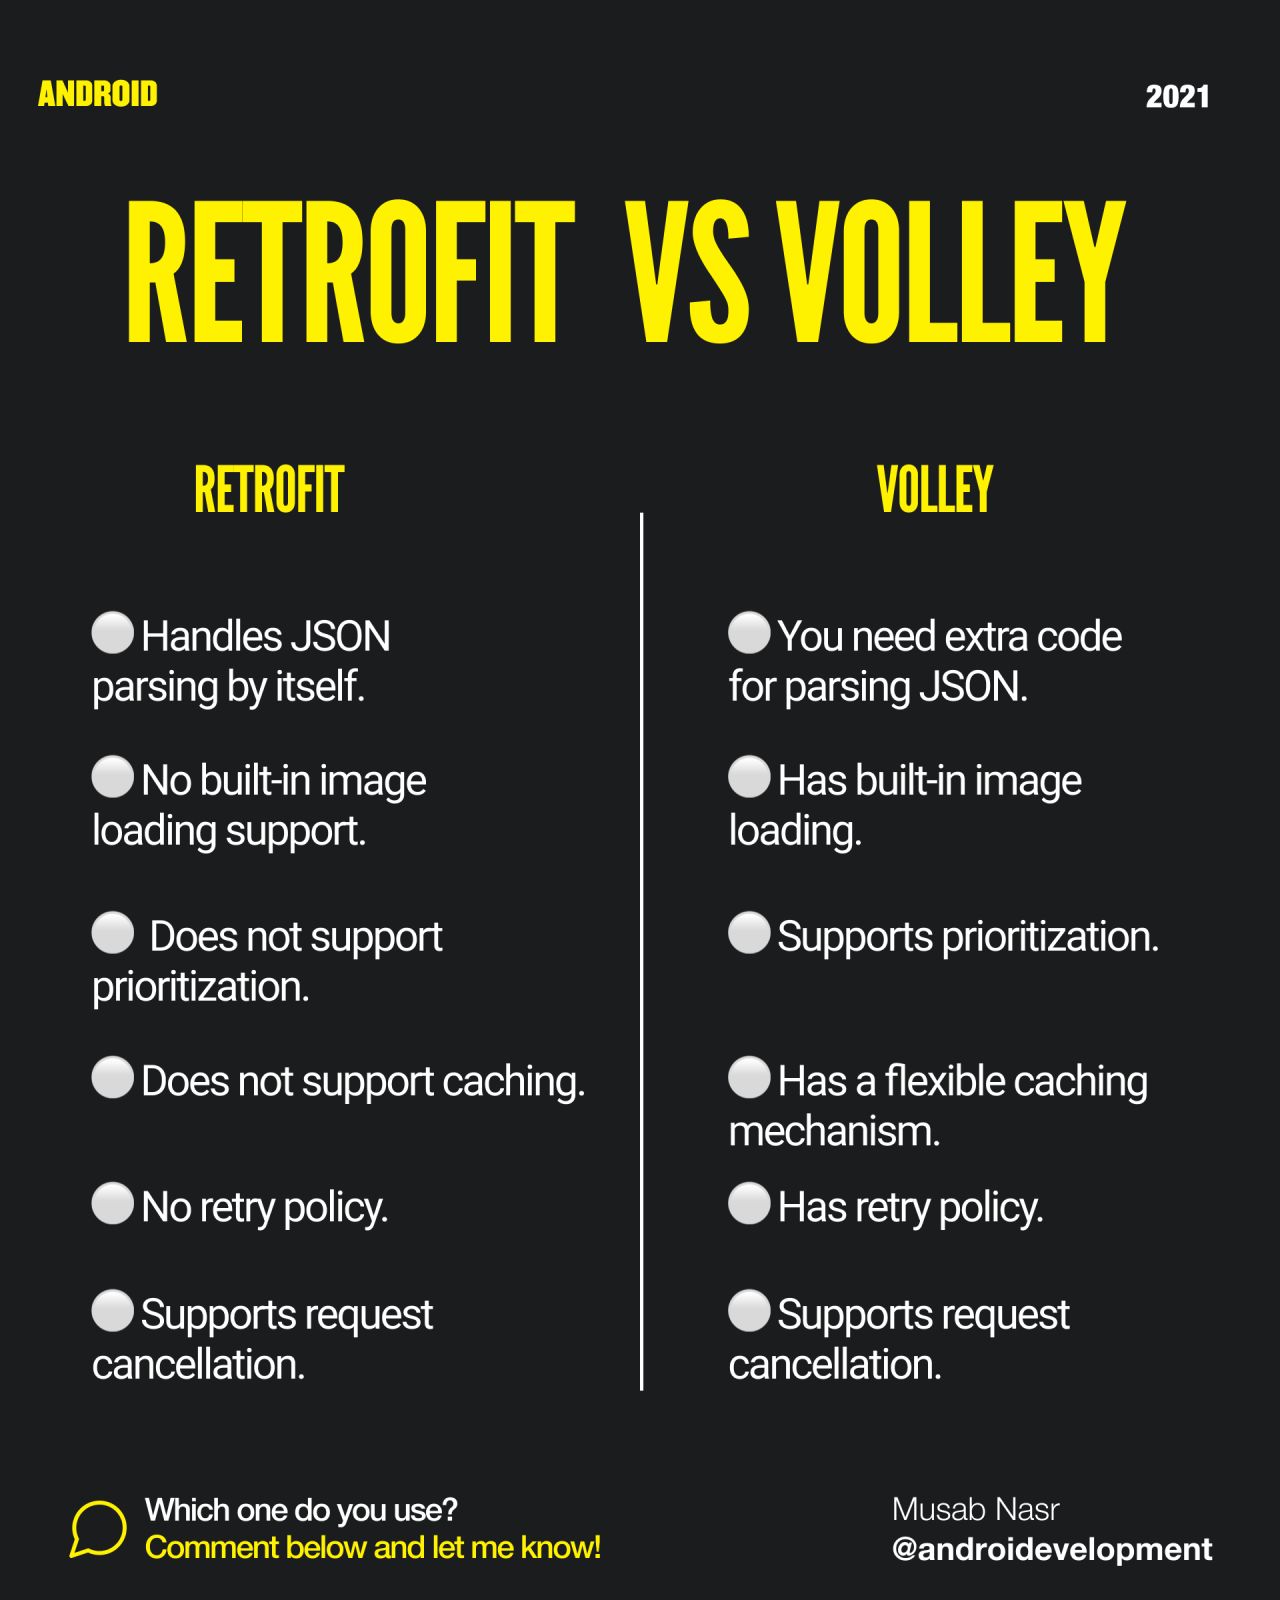 ANDROID
2021
RETROFIT VS VOLLEY
RETROFIT
Handles JSON
parsing by itself.
No built-in image
loading support.
Does not support
prioritization.
Does not support caching.
No retry policy.
Supports request
cancellation.
VOLLEY
You need extra code
for parsing JSON.
Has built-in image
loading.
Supports prioritization.
Has a flexible caching
mechanism.
Has retry policy.
Supports request
cancellation.
Which one do you use?
Comment below and let me know!
Musab Nasr
@androidevelopment